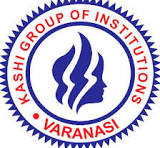 KASHI GROUP OF INSTITUTIONS
VARANASI